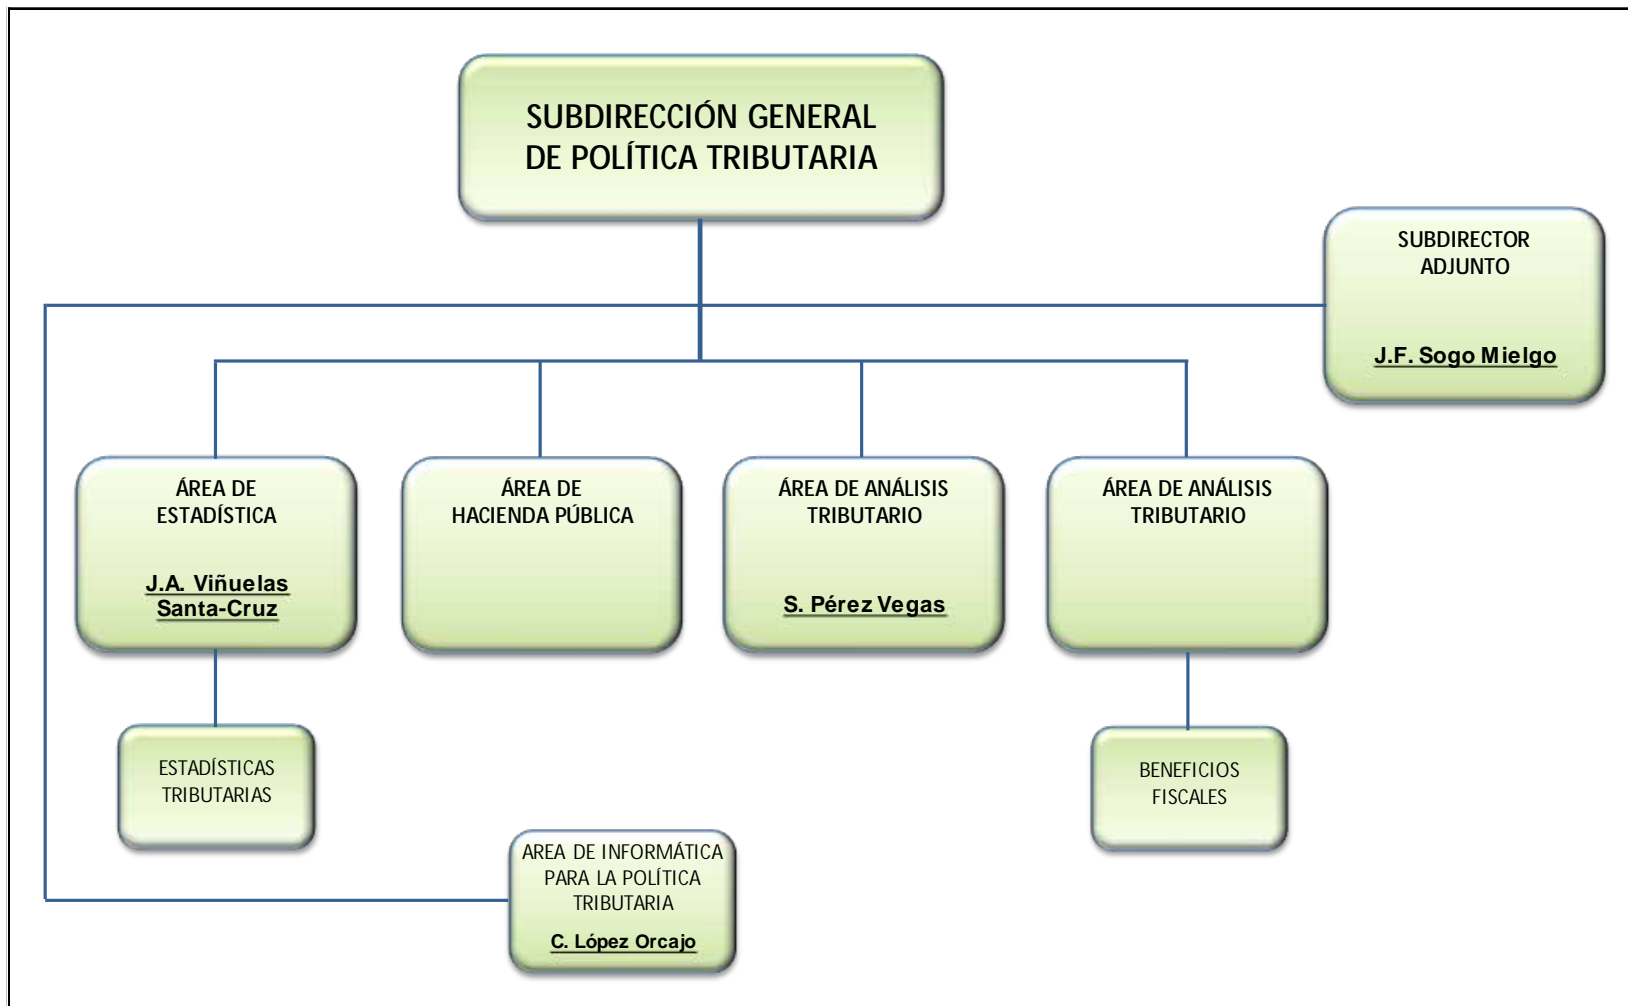 SUBDIRECCIÓN GENERAL
DE POLÍTICA TRIBUTARIA
SUBDIRECTOR
ADJUNTO
J.F. Sogo Mielgo
ÁREA DE
ESTADÍSTICA
J.A. Viñuelas
Santa-Cruz
ÁREA DE
HACIENDA PÚBLICA
ÁREA DE ANÁLISIS
TRIBUTARIO
S. Pérez Vegas
ÁREA DE ANÁLISIS
TRIBUTARIO
ESTADÍSTICAS
TRIBUTARIAS
BENEFICIOS
FISCALES
AREA DE INFORMÁTICA
PARA LA POLÍTICA
TRIBUTARIA
C. López Orcajo